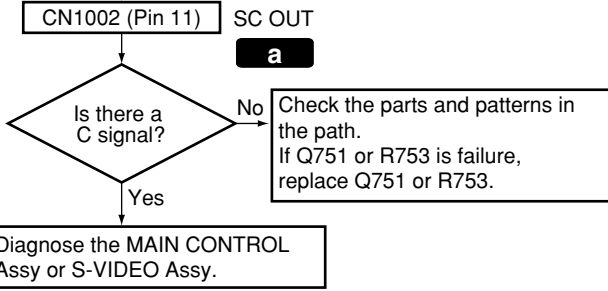 CN1002 (Pin 11)
SC OUT
a
Is there a
C signal?
No
Check the parts and patterns in
the path.
If Q751 or R753 is failure,
replace Q751 or R753.
Yes
Diagnose the MAIN CONTROL
Assy or S-VIDEO Assy.